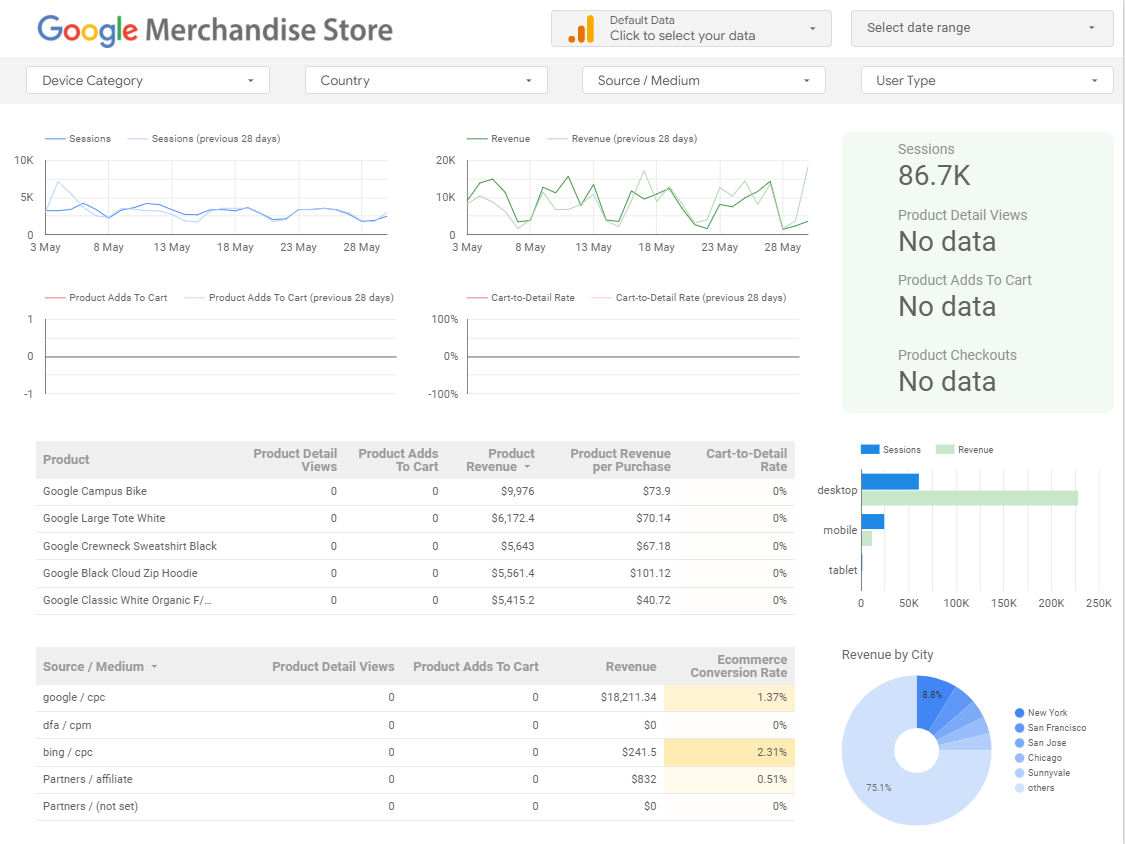 Google Merchandise Store
Default Data
Click to select your data
Select date range
Device Category
Country
Source / Medium
User Type
Sessions Sessions (previous 28 days)
10K
5K
0
3 May 8 May 13 May 18 May 23 May 28 May
Revenue Revenue (previous 28 days)
20K
10K
0
3 May 8 May 13 May 18 May 23 May 28 May
Sessions
86.7K
Product Detail Views
No data
Product Adds To Cart
No data
Product Checkouts
No data
Product Adds To Cart Product Adds To Cart (previous 28 days)
1
0
-1
Cart-to-Detail Rate Cart-to-Detail Rate (previous 28 days)
100%
0%
-100%
Product Product Detail Views Product Adds To Cart Product Revenue Product Revenue per Purchase Cart-to-Detail Rate
Google Campus Bike 0 0 $9,976 $73.9 0%
Google Large Tote White 0 0 $6,172.4 $70.14 0%
Google Crewneck Sweatshirt Black 0 0 $5,643 $67.18 0%
Google Black Cloud Zip Hoodie 0 0 $5,561.4 $101.12 0%
Google Classic White Organic F/... 0 0 $5,415.2 $40.72 0%
Sessions Revenue
desktop
mobile
tablet
0 50K 100K 150K 200K 250K
Source / Medium Product Detail Views Product Adds To Cart Revenue Ecommerce Conversion Rate
google / cpc 0 0 $18,211.34 1.37%
dfa / cpm 0 0 $0 0%
bing / cpc 0 0 $241.5 2.31%
Partners / affiliate 0 0 $832 0.51%
Partners / (not set) 0 0 $0 0%
Revenue by City
8.8%
75.1%
New York
San Francisco
San Jose
Chicago
Sunnyvale
others